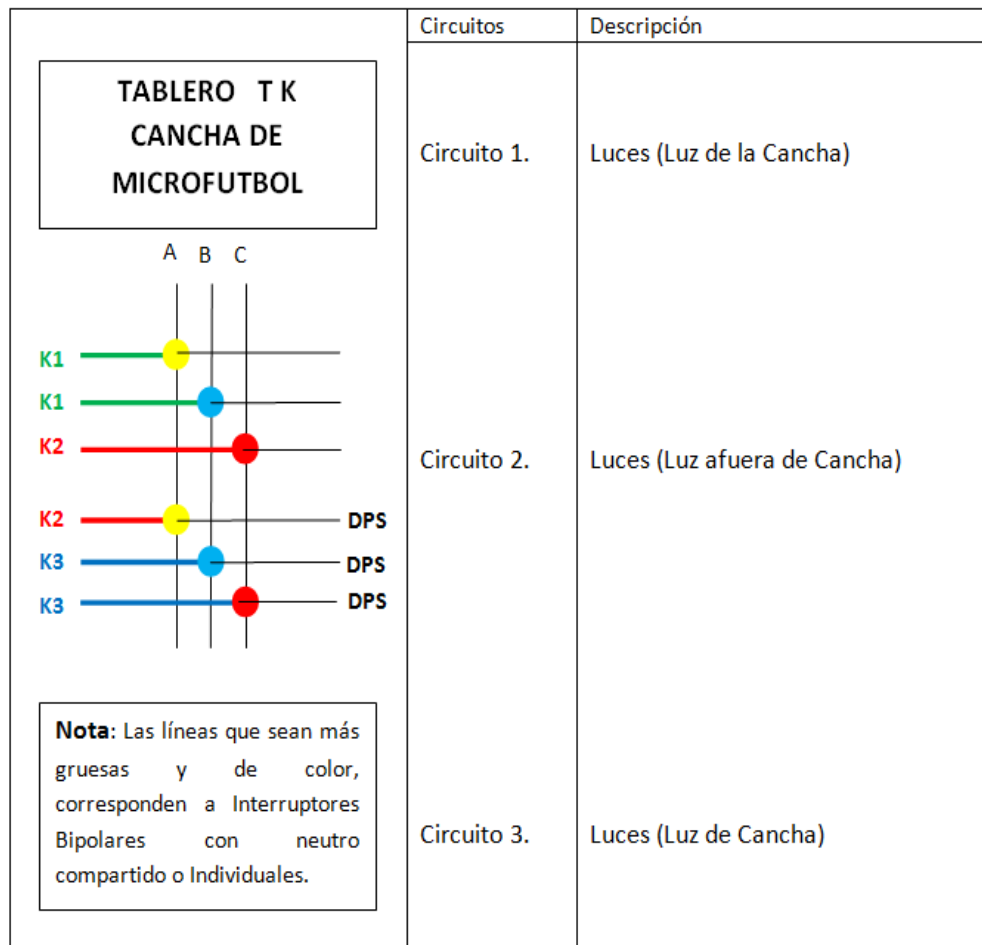 Circuitos Descripción
TABLERO T K
CANCHA DE
MICROFUTBOL
Circuito 1. Luces (Luz de la Cancha)
A B C
K1
K1
K2
Circuito 2. Luces (Luz afuera de Cancha)
K2 DPS
K3 DPS
K3 DPS
Nota: Las líneas que sean más
gruesas y de color,
corresponden a Interruptores
Bipolares con neutro
compartido o Individuales.
Circuito 3. Luces (Luz de Cancha)